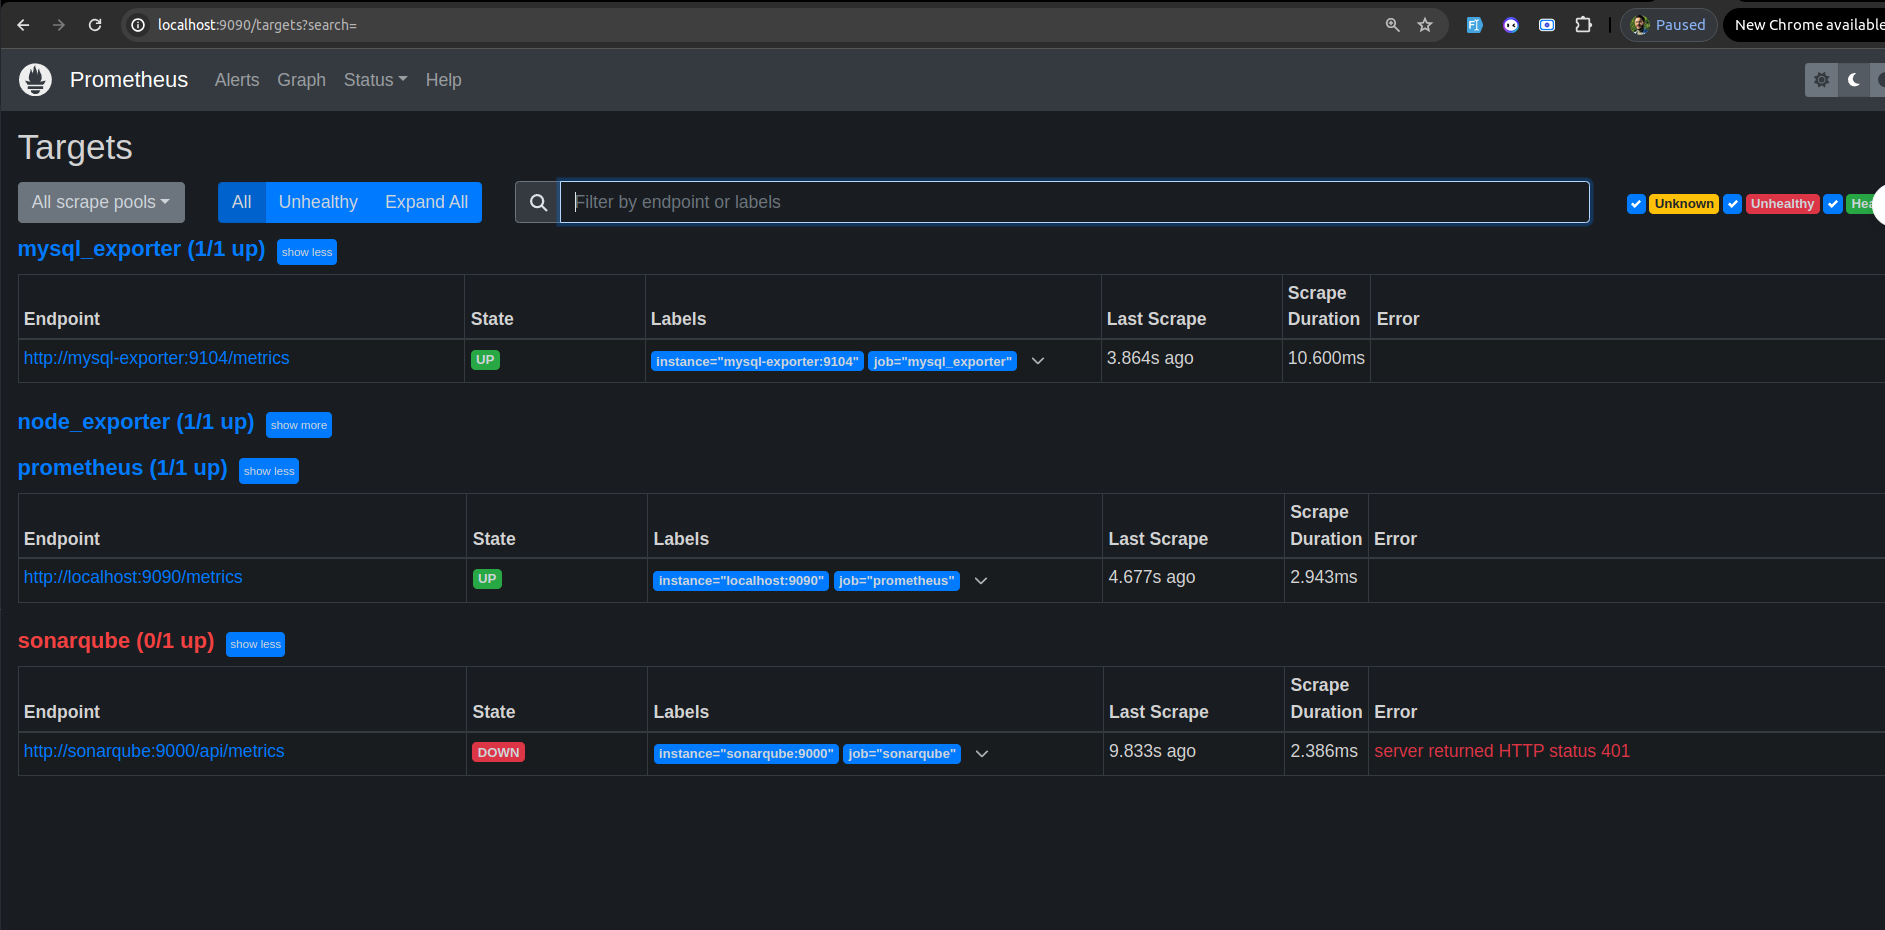 localhost:9090/targets?search=
Paused
New Chrome available
Prometheus Alerts Graph Status Help
Targets
All scrape pools All Unhealthy Expand All Filter by endpoint or labels Unknown Unhealthy
mysql_exporter (1/1 up) show less
Endpoint State Labels Last Scrape Scrape Duration Error
http://mysql-exporter:9104/metrics UP instance="mysql-exporter:9104" job="mysql_exporter" 3.864s ago 10.600ms
node_exporter (1/1 up) show more
prometheus (1/1 up) show less
Endpoint State Labels Last Scrape Scrape Duration Error
http://localhost:9090/metrics UP instance="localhost:9090" job="prometheus" 4.677s ago 2.943ms
sonarqube (0/1 up) show less
Endpoint State Labels Last Scrape Scrape Duration Error
http://sonarqube:9000/api/metrics DOWN instance="sonarqube:9000" job="sonarqube" 9.833s ago 2.386ms server returned HTTP status 401